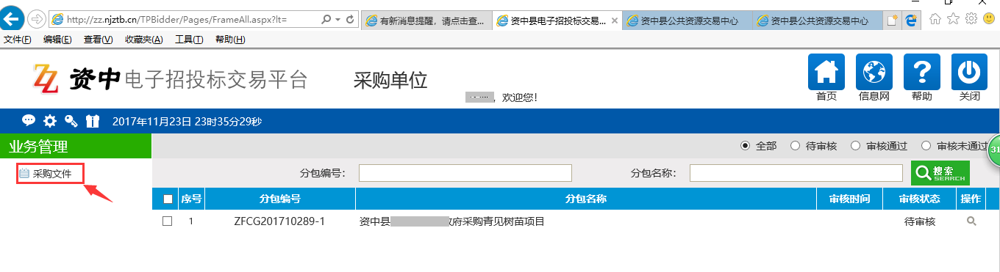 http://zz.njztb.cn/TPBidder/Pages/FrameAll.aspx?lt=
有新消息提醒，请点击查...
资中县电子招投标交易...
资中县公共资源交易中心
资中县公共资源交易中心
文件(F) 编辑(E) 查看(V) 收藏夹(A) 工具(T) 帮助(H)
ZZ 资中电子招投标交易平台 采购单位
，欢迎您！
首页 信息网 帮助 关闭
2017年11月23日 23时35分29秒
业务管理
全部 待审核 审核通过 审核未通过
31
采购文件
分包编号： 分包名称： 搜索
SEARCH
序号 分包编号 分包名称 审核时间 审核状态 操作
1 ZFCG201710289-1 资中县 府采购青见树苗项目 待审核